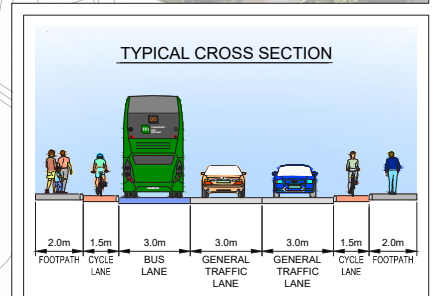 TYPICAL CROSS SECTION
TFI
2.0m 1.5m 3.0m 3.0m 3.0m 1.5m 2.0m
FOOTPATH CYCLE LANE BUS LANE GENERAL TRAFFIC LANE GENERAL TRAFFIC LANE CYCLE LANE FOOTPATH